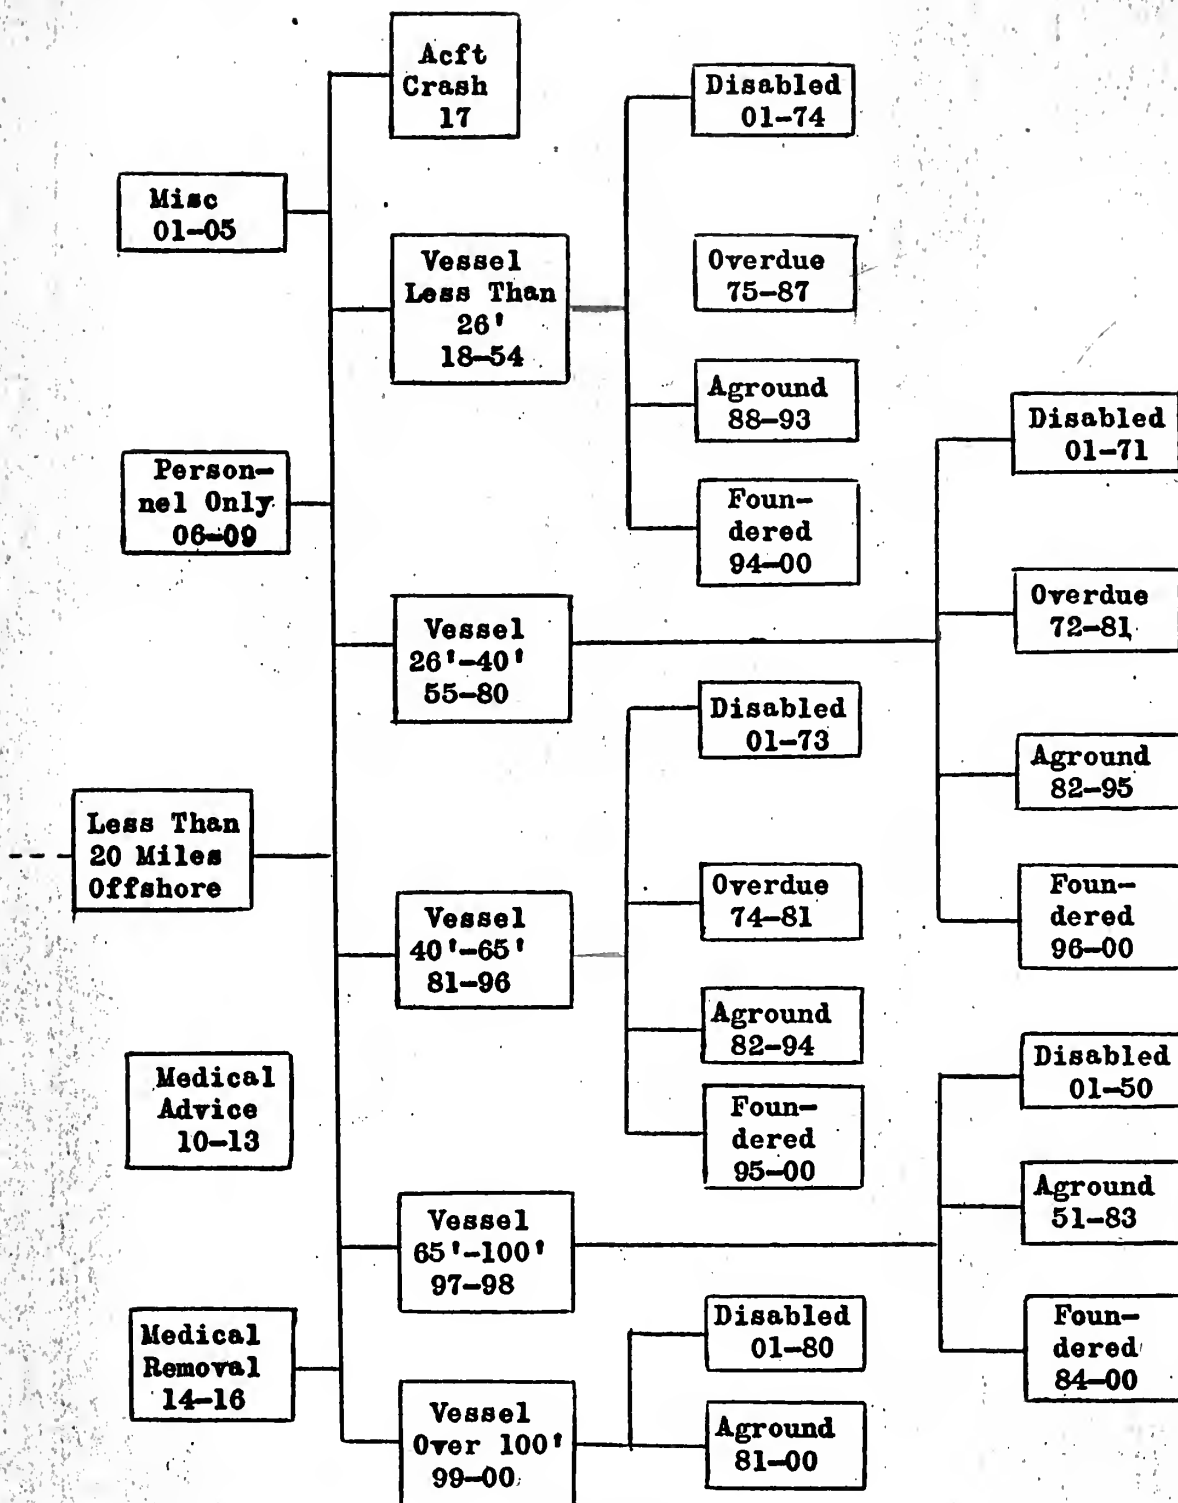 Acft
Crash
17
Misc
01-05
Vessel
Less Than
26'
18-54
Disabled
01-74
Overdue
75-87
Aground
88-93
Foun-
dered
94-00
Person-
nel Only
06-09
Vessel
26'-40'
55-80
Disabled
01-71
Overdue
72-81
Aground
82-95
Foun-
dered
96-00
Less Than
20 Miles
Offshore
Vessel
40'-65'
81-96
Disabled
01-73
Overdue
74-81
Aground
82-94
Foun-
dered
95-00
Medical
Advice
10-13
Vessel
65'-100'
97-98
Disabled
01-50
Aground
51-83
Foun-
dered
84-00
Medical
Removal
14-16
Vessel
Over 100'
99-00
Disabled
01-80
Aground
81-00